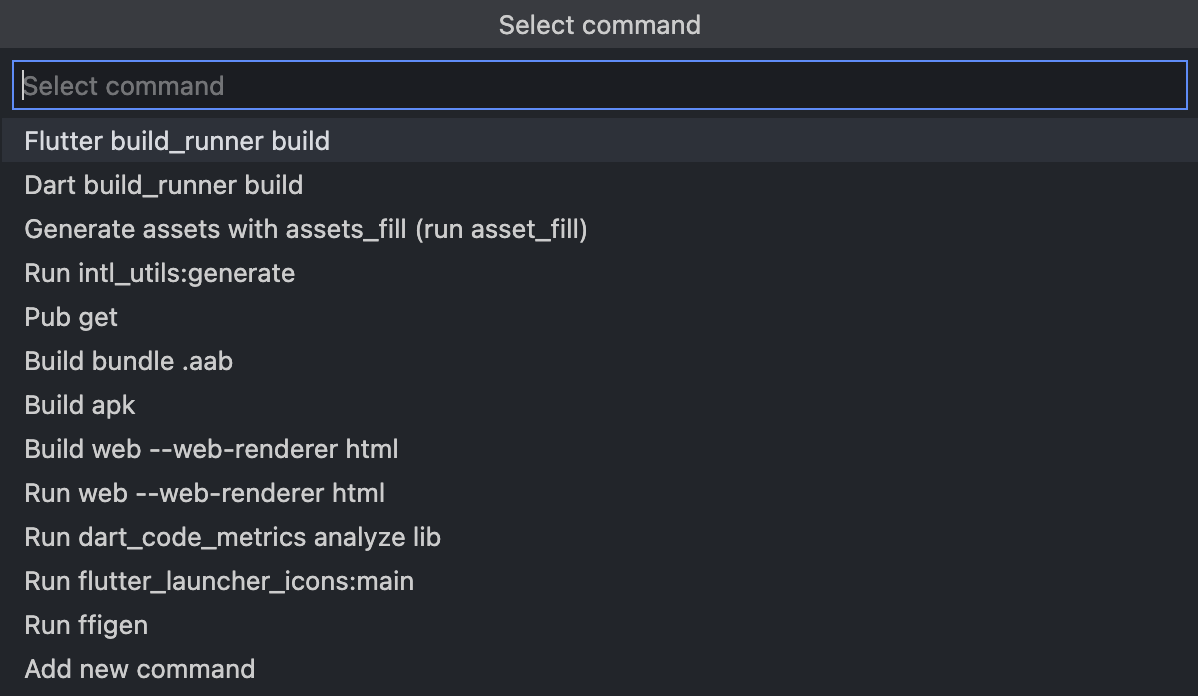 Select command
Select command
Flutter build_runner build
Dart build_runner build
Generate assets with assets_fill (run asset_fill)
Run intl_utils:generate
Pub get
Build bundle .aab
Build apk
Build web --web-renderer html
Run web --web-renderer html
Run dart_code_metrics analyze lib
Run flutter_launcher_icons:main
Run ffigen
Add new command